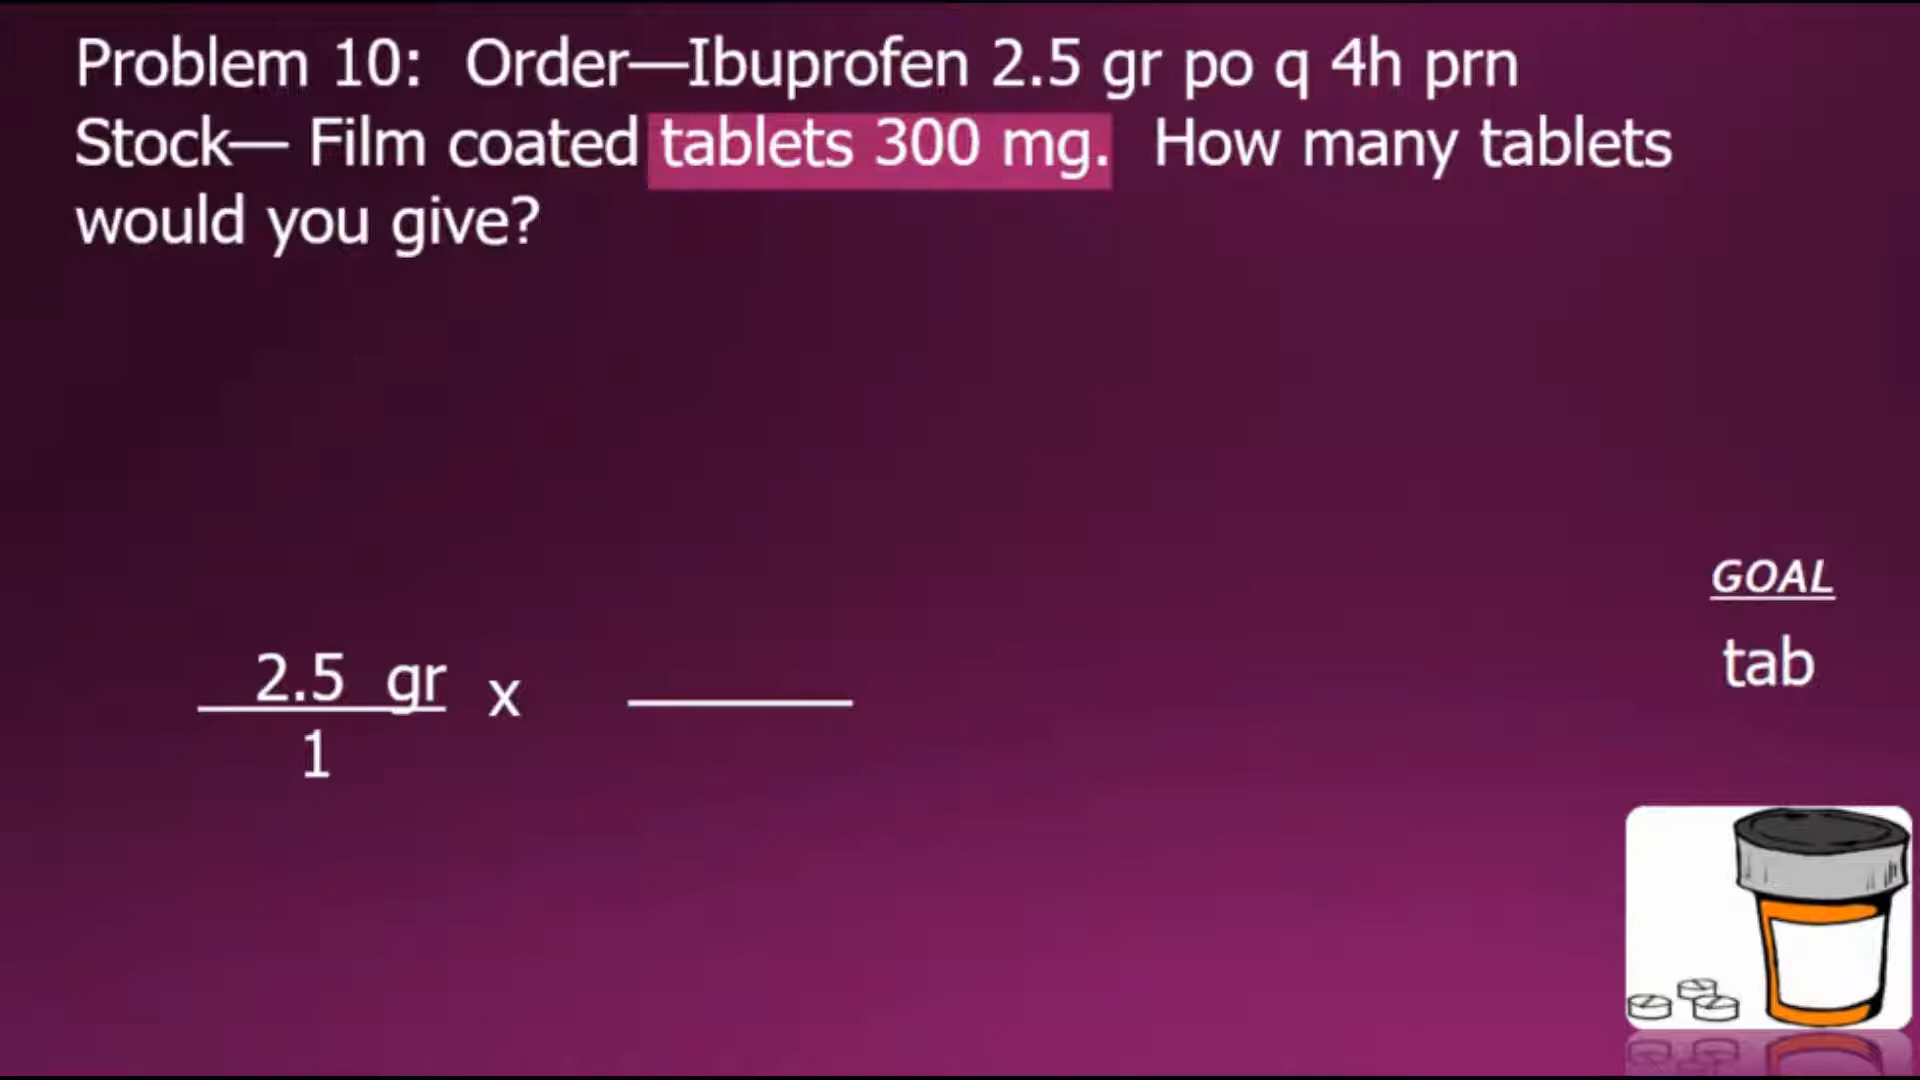 Problem 10: Order—Ibuprofen 2.5 gr po q 4h prn
Stock— Film coated tablets 300 mg. How many tablets
would you give?
GOAL
tab
2.5 gr x
1